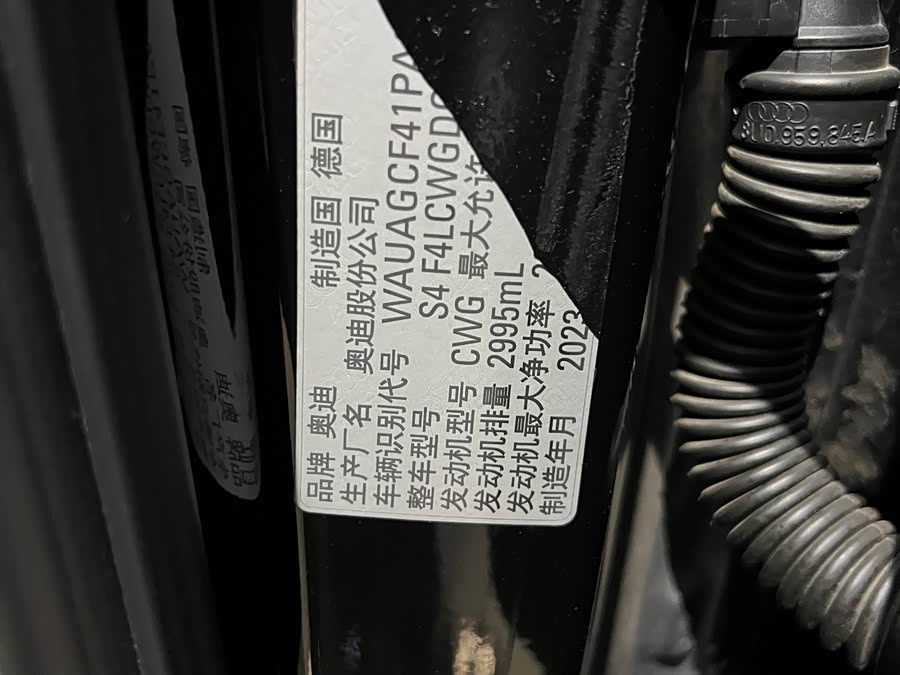 制造国 德国
品牌 奥迪
生产厂名 奥迪股份公司
车辆识别代号 WAUAGCF41PA
整车型号 S4 F4LCWGD
发动机型号 CWG 最大允许
发动机排量 2995mL
发动机最大净功率 2
制造年月 2023
8U0.959.845A